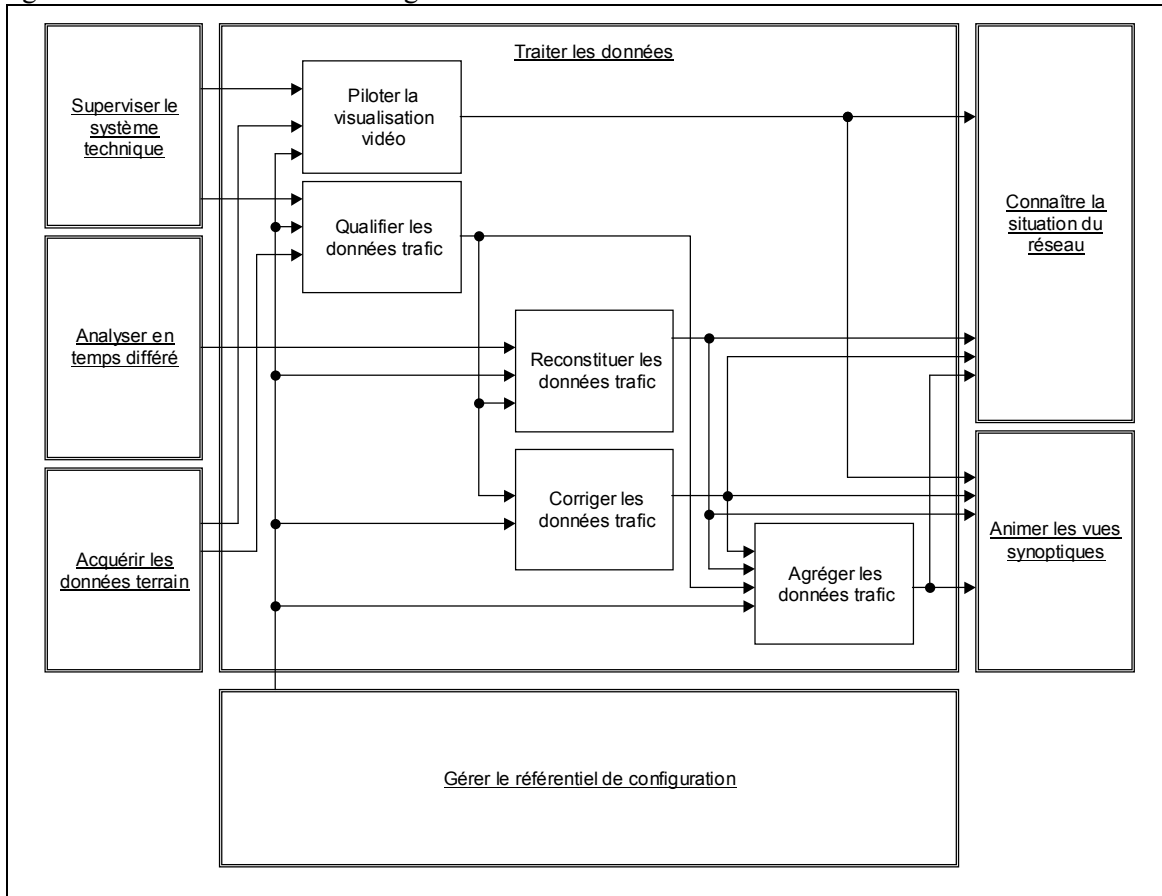 Traiter les données
Superviser le
système
technique
Piloter la
visualisation
vidéo
Qualifier les
données trafic
Connaître la
situation du
réseau
Analyser en
temps différé
Reconstituer les
données trafic
Corriger les
données trafic
Acquérir les
données terrain
Agréger les
données trafic
Animer les vues
synoptiques
Gérer le référentiel de configuration